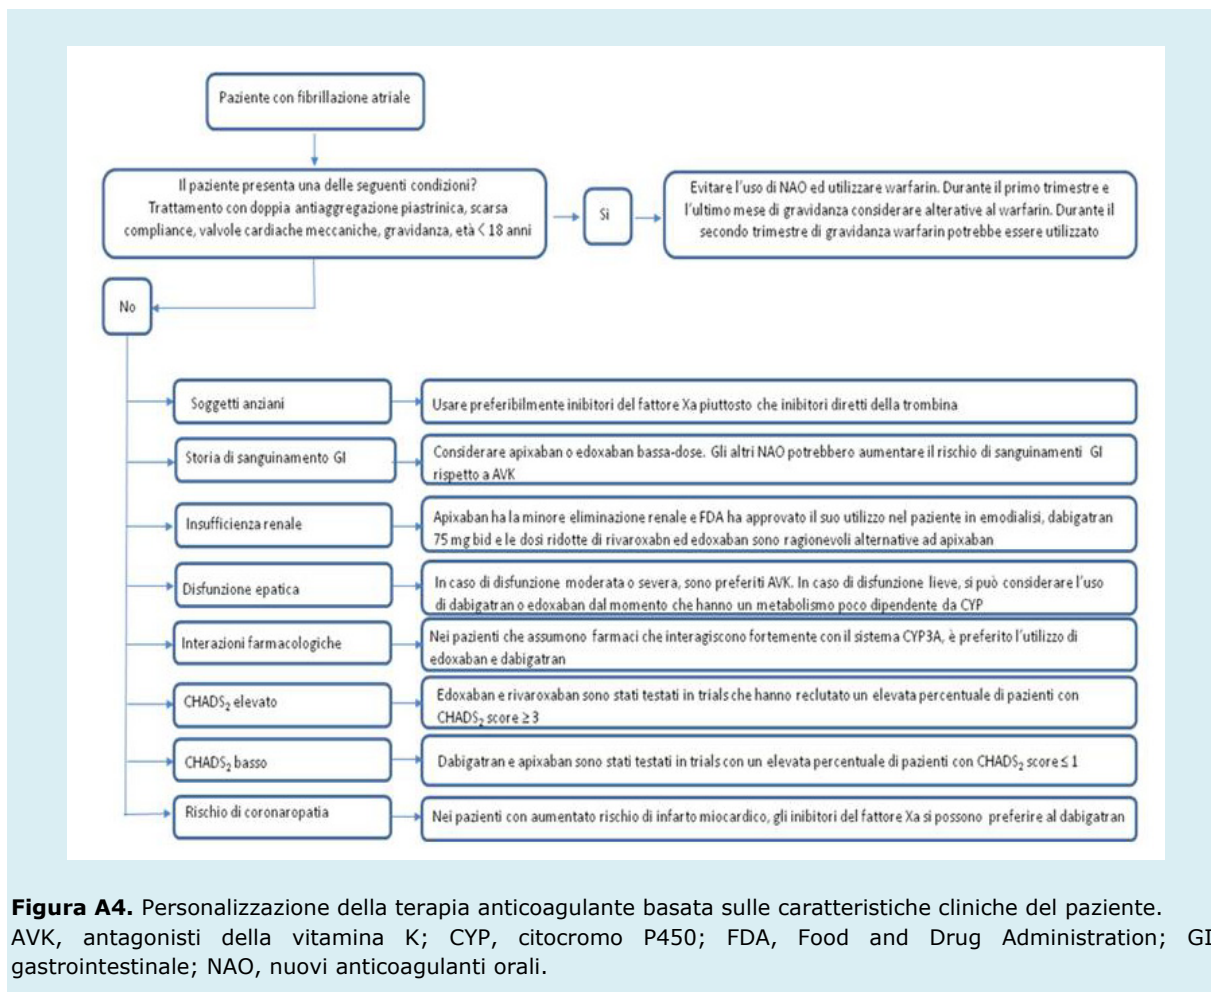 Paziente con fibrillazione atriale
Il paziente presenta una delle seguenti condizioni?
Trattamento con doppia antiaggregazione piastrinica, scarsa
compliance, valvole cardiache meccaniche, gravidanza, età < 18 anni
Si
Evitare l'uso di NAO ed utilizzare warfarin. Durante il primo trimestre e
l'ultimo mese di gravidanza considerare alternative al warfarin. Durante il
secondo trimestre di gravidanza warfarin potrebbe essere utilizzato
No
Soggetti anziani
Usare preferibilmente inibitori del fattore Xa piuttosto che inibitori diretti della trombina
Storia di sanguinamento GI
Considerare apixaban o edoxaban bassa-dose. Gli altri NAO potrebbero aumentare il rischio di sanguinamenti GI
rispetto a AVK
Insufficienza renale
Apixaban ha la minore eliminazione renale e FDA ha approvato il suo utilizzo nel paziente in emodialisi, dabigatran
75 mg bid e le dosi ridotte di rivaroxabn ed edoxaban sono ragionevoli alternative ad apixaban
Disfunzione epatica
In caso di disfunzione moderata o severa, sono preferiti AVK. In caso di disfunzione lieve, si può considerare l'uso
di dabigatran o edoxaban dal momento che hanno un metabolismo poco dipendente da CYP
Interazioni farmacologiche
Nei pazienti che assumono farmaci che interagiscono fortemente con il sistema CYP3A, è preferito l'utilizzo di
edoxaban e dabigatran
CHADS₂ elevato
Edoxaban e rivaroxaban sono stati testati in trials che hanno reclutato un elevata percentuale di pazienti con
CHADS₂ score ≥ 3
CHADS₂ basso
Dabigatran e apixaban sono stati testati in trials con un elevata percentuale di pazienti con CHADS₂ score ≤ 1
Rischio di coronaropatia
Nei pazienti con aumentato rischio di infarto miocardico, gli inibitori del fattore Xa si possono preferire al dabigatran
Figura A4. Personalizzazione della terapia anticoagulante basata sulle caratteristiche cliniche del paziente.
AVK, antagonisti della vitamina K; CYP, citocromo P450; FDA, Food and Drug Administration; GI
gastrointestinale; NAO, nuovi anticoagulanti orali.